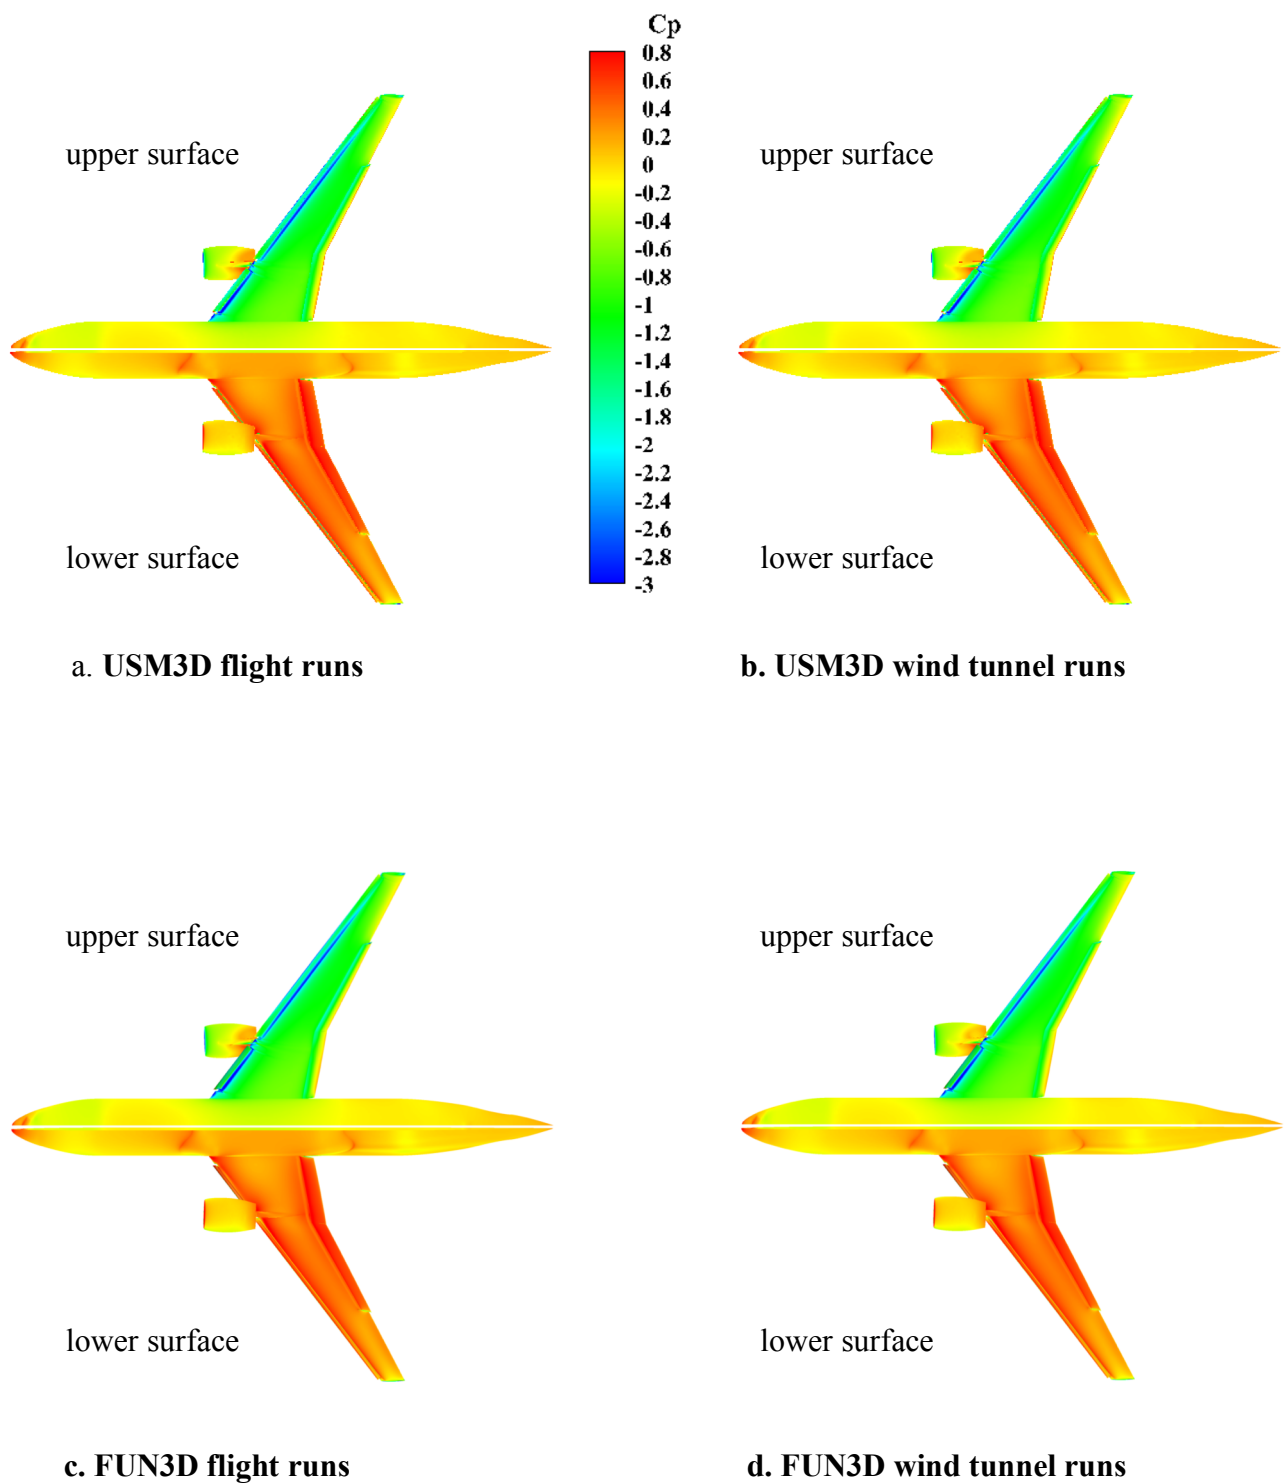 Cp
0.8
0.6
0.4
0.2
0
-0.2
-0.4
-0.6
-0.8
-1
-1.2
-1.4
-1.6
-1.8
-2
-2.2
-2.4
-2.6
-2.8
-3
upper surface
lower surface
a. USM3D flight runs
upper surface
lower surface
b. USM3D wind tunnel runs
upper surface
lower surface
c. FUN3D flight runs
upper surface
lower surface
d. FUN3D wind tunnel runs